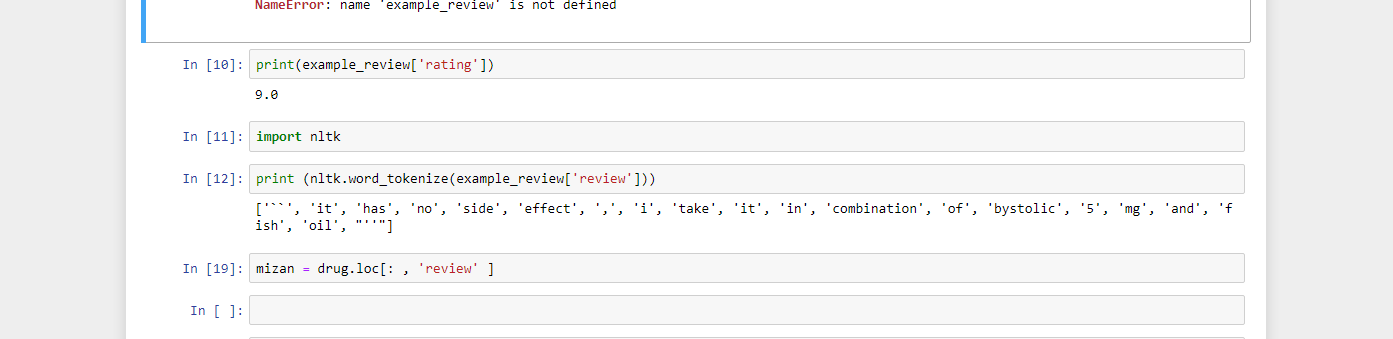 NameError: name 'example_review' is not defined
In [10]: print(example_review['rating'])
9.0
In [11]: import nltk
In [12]: print (nltk.word_tokenize(example_review['review']))
['``', 'it', 'has', 'no', 'side', 'effect', ',', 'i', 'take', 'it', 'in', 'combination', 'of', 'bystolic', '5', 'mg', 'and', 'f
ish', 'oil', "''"]
In [19]: mizan = drug.loc[: , 'review' ]
In [ ]: